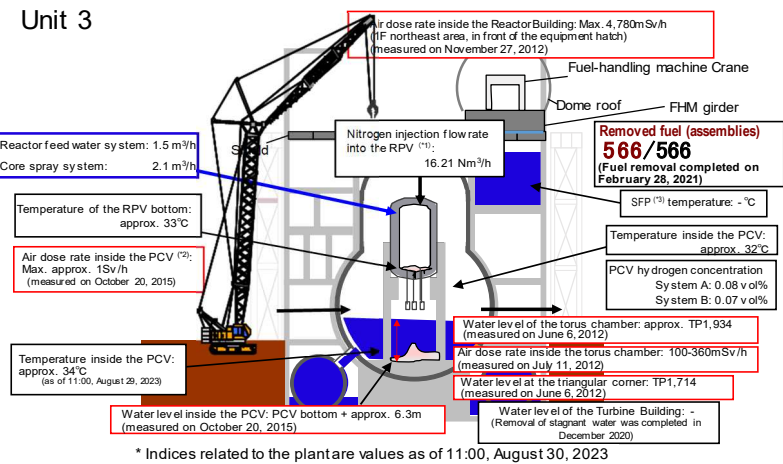 Unit 3
Air dose rate inside the Reactor Building: Max. 4,780mSv/h
(1F northeast area, in front of the equipment hatch)
(measured on November 27, 2012)
Fuel-handling machine Crane
Dome roof
FHM girder
Reactor feed water system: 1.5 m³/h
Core spray system: 2.1 m³/h
Nitrogen injection flow rate
into the RPV (*1):
16.21 Nm³/h
Removed fuel (assemblies)
566/566
(Fuel removal completed on
February 28, 2021)
SFP (*3) temperature: - °C
Temperature of the RPV bottom:
approx. 33°C
Temperature inside the PCV:
approx. 32°C
Air dose rate inside the PCV (*2):
Max. approx. 1Sv/h
(measured on October 20, 2015)
PCV hydrogen concentration
System A: 0.08 vol%
System B: 0.07 vol%
Water level of the torus chamber: approx. TP1,934
(measured on June 6, 2012)
Air dose rate inside the torus chamber: 100-360mSv/h
(measured on July 11, 2012)
Temperature inside the PCV:
approx. 34°C
(as of 11:00, August 29, 2023)
Water level at the triangular corner: TP1,714
(measured on June 6, 2012)
Water level inside the PCV: PCV bottom + approx. 6.3m
(measured on October 20, 2015)
Water level of the Turbine Building: -
(Removal of stagnant water was completed in
December 2020)
* Indices related to the plant are values as of 11:00, August 30, 2023